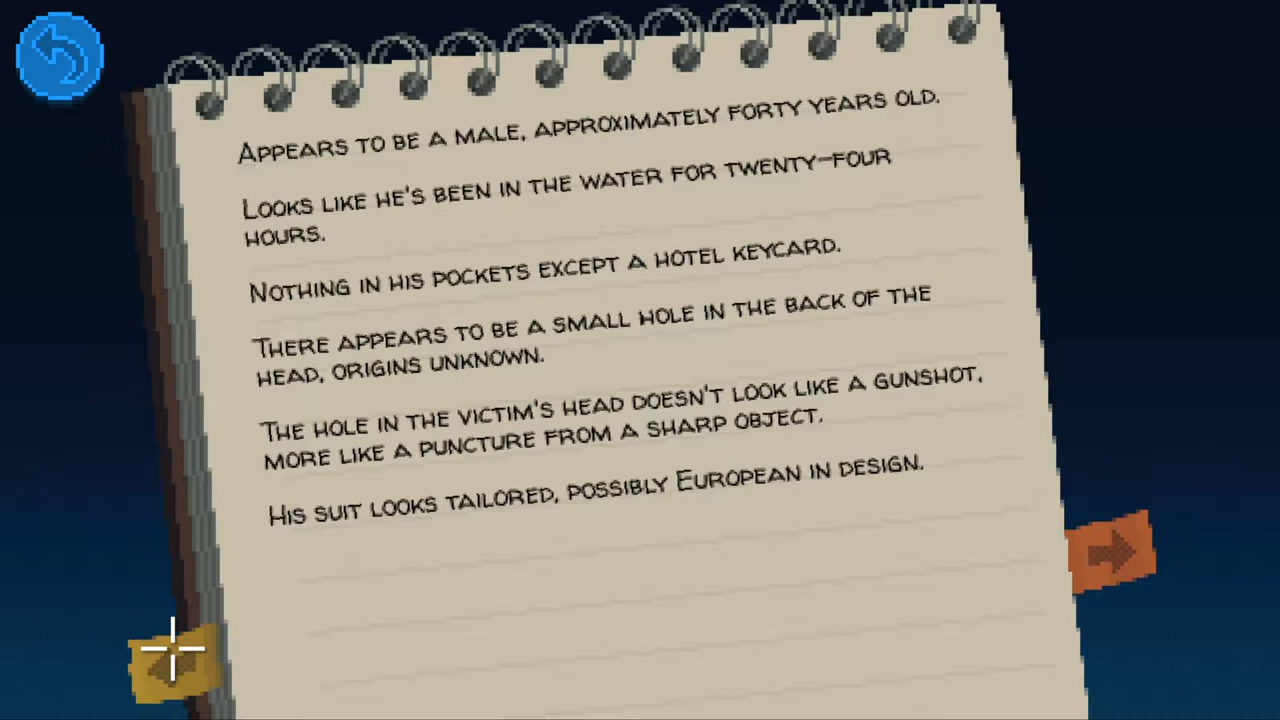 Appears to be a male, approximately forty years old.
Looks like he's been in the water for twenty-four
hours.
Nothing in his pockets except a hotel keycard.
There appears to be a small hole in the back of the
head, origins unknown.
The hole in the victim's head doesn't look like a gunshot,
more like a puncture from a sharp object.
His suit looks tailored, possibly European in design.